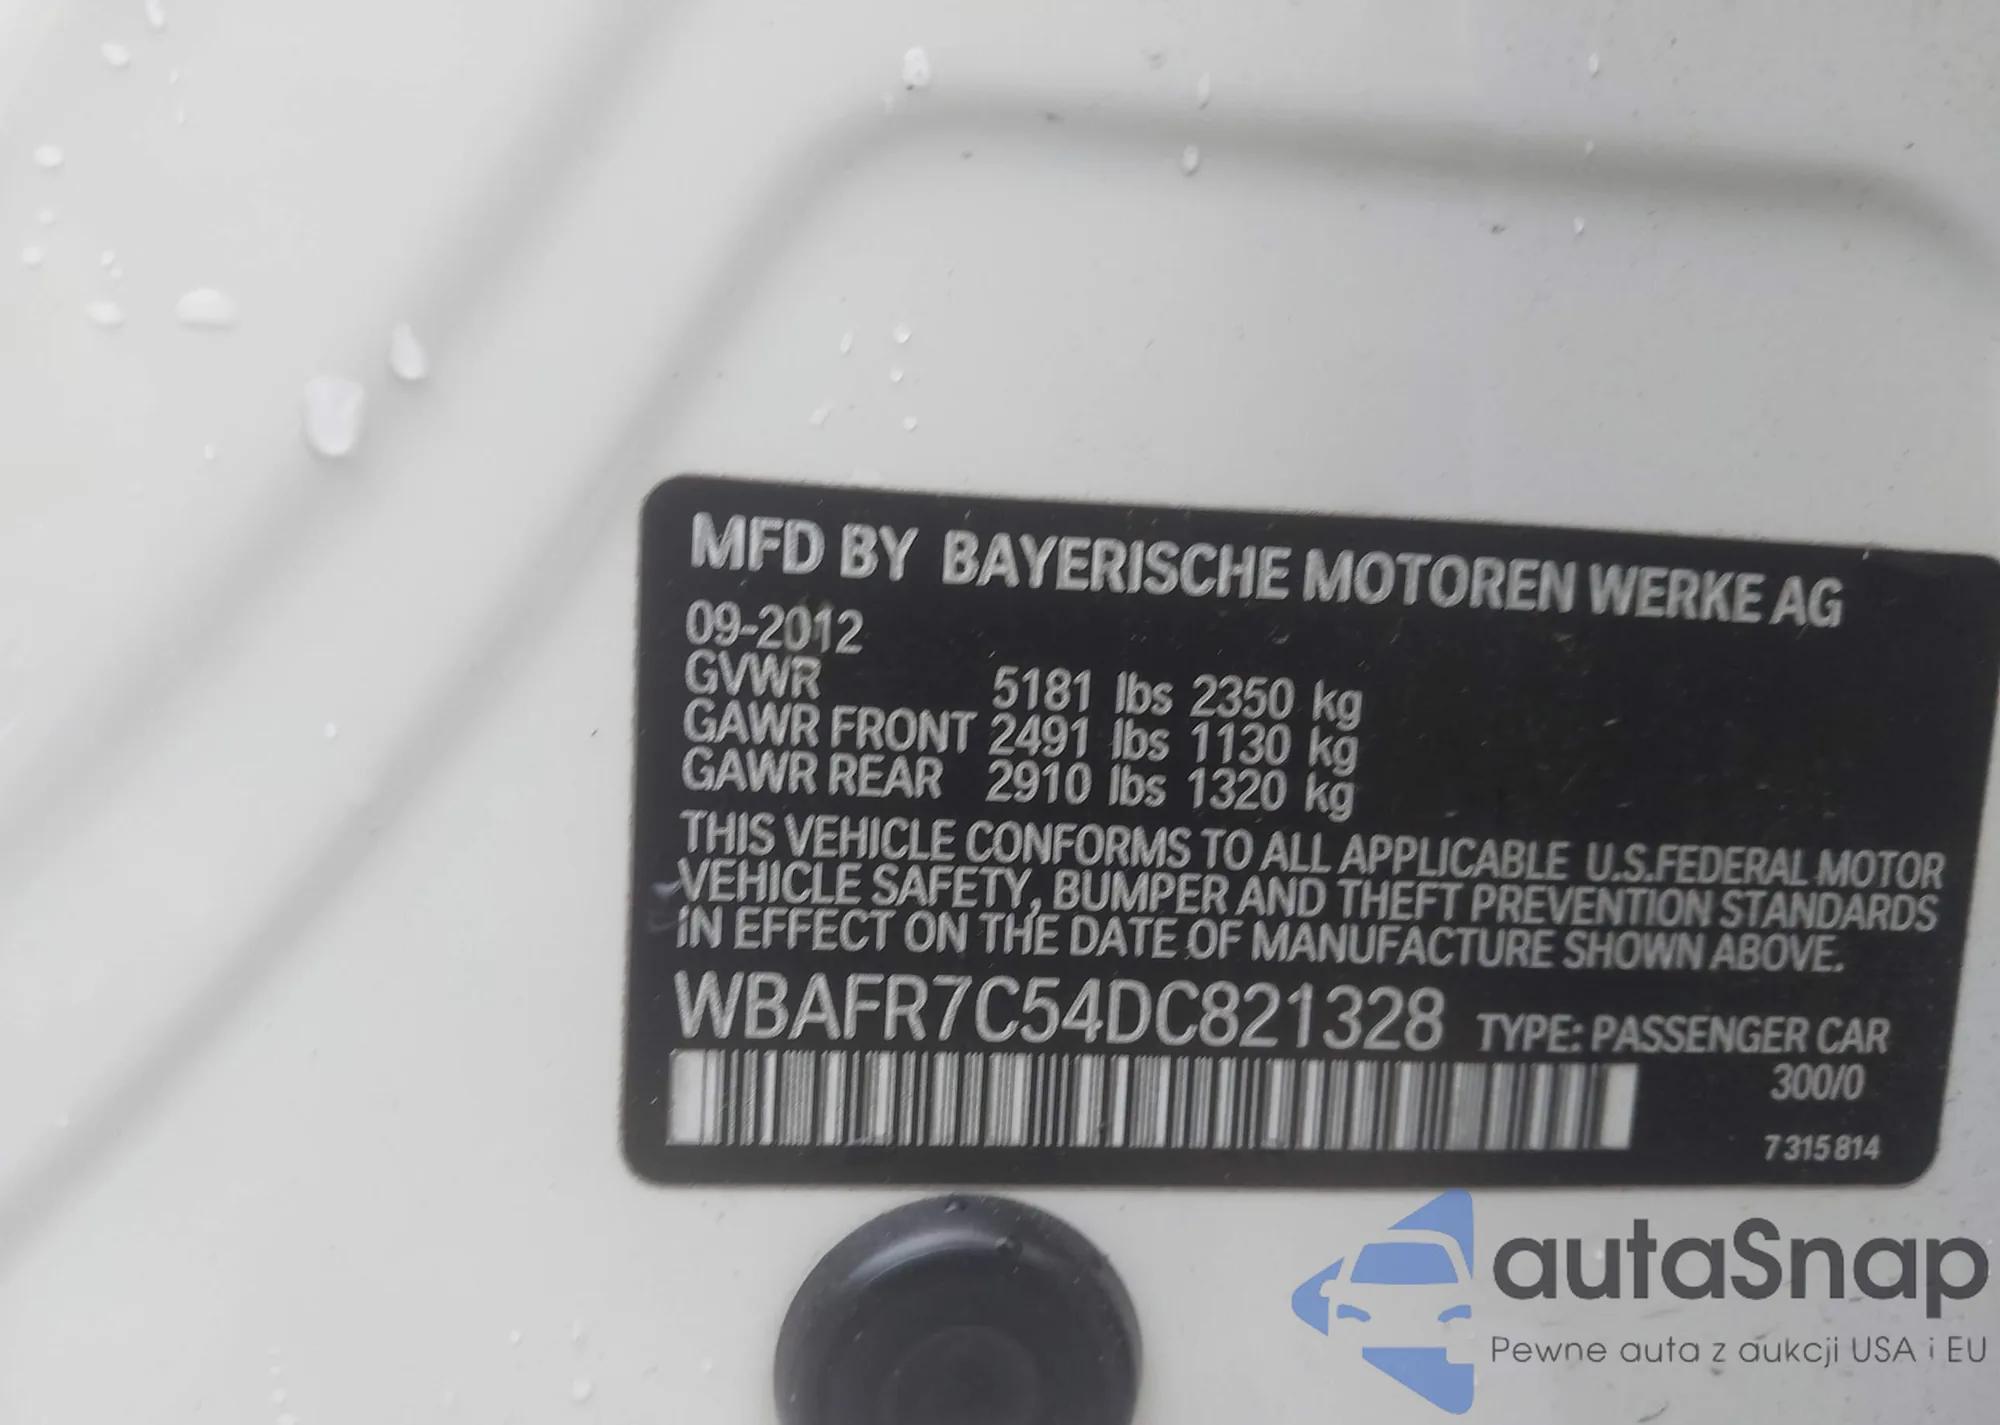 MFD BY BAYERISCHE MOTOREN WERKE AG
09-2012
GVWR 5181 lbs 2350 kg
GAWR FRONT 2491 lbs 1130 kg
GAWR REAR 2910 lbs 1320 kg
THIS VEHICLE CONFORMS TO ALL APPLICABLE U.S.FEDERAL MOTOR
VEHICLE SAFETY, BUMPER AND THEFT PREVENTION STANDARDS
IN EFFECT ON THE DATE OF MANUFACTURE SHOWN ABOVE.
WBAFR7C54DC821328 TYPE: PASSENGER CAR
300/0
7315814
autaSnap
Pewne auta z aukcji USA i EU